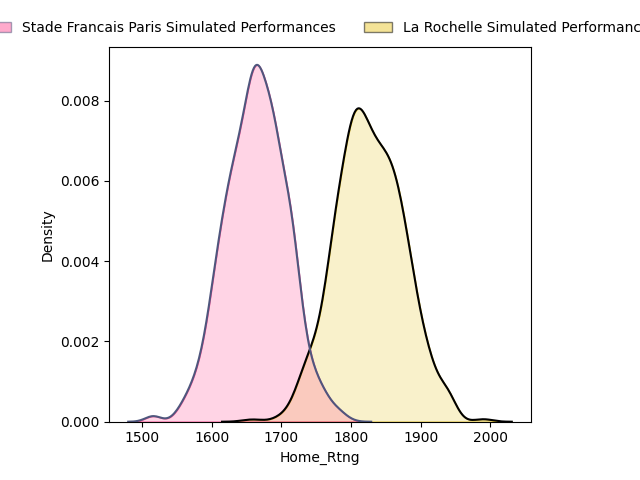 Stade Francais Paris Simulated Performances
La Rochelle Simulated Performanc
0.008
0.006
0.004
0.002
0.000
Density
1500 1600 1700 1800 1900 2000
Home_Rtng